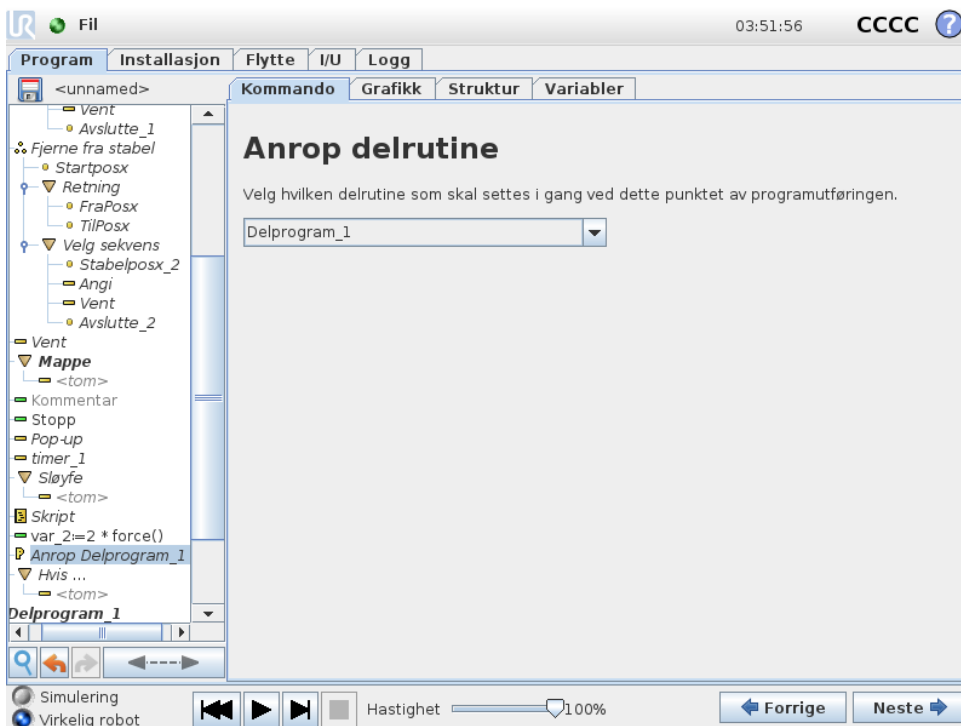 UR Fil 03:51:56 CCCC ?
Program Installasjon Flytte I/U Logg
<unnamed>
Kommando Grafikk Struktur Variabler
Vent
Avslutte_1
Fjerne fra stabel
Startposx
Retning
FraPosx
TilPosx
Velg sekvens
Stabelposx_2
Angi
Vent
Avslutte_2
Vent
Mappe
<tom>
Kommentar
Stopp
Pop-up
timer_1
Sløyfe
<tom>
Skript
var_2:=2 * force()
Anrop Delprogram_1
Hvis ...
<tom>
Delprogram_1
Anrop delrutine
Velg hvilken delrutine som skal settes i gang ved dette punktet av programutføringen.
Delprogram_1
Simulering
Virkelig robot
Hastighet 100%
Forrige Neste